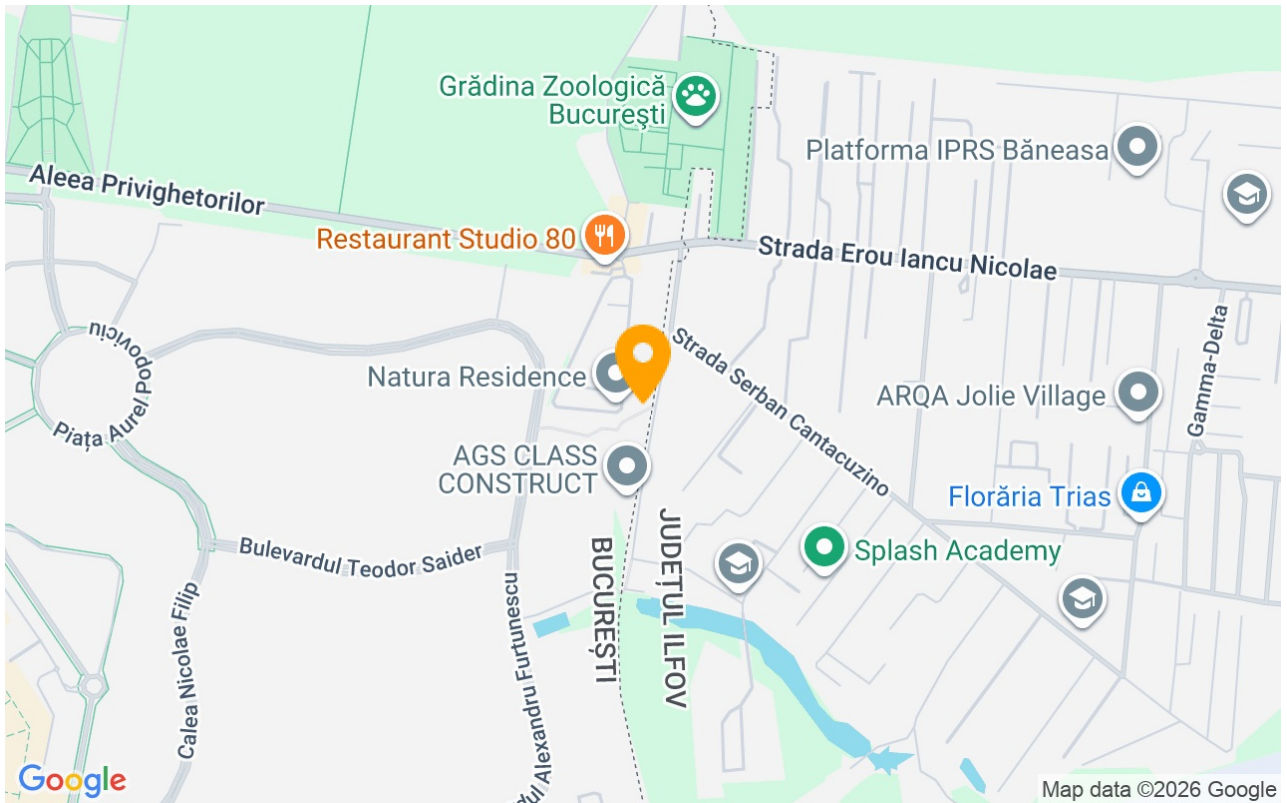 Grădina Zoologică
București
Platforma IPRS Băneasa
Aleea Privighetorilor
Restaurant Studio 80
Strada Erou Iancu Nicolae
Piața Aurel Popoviciu
Strada Serban Cantacuzino
Natura Residence
ARQA Jolie Village
Gamma-Delta
AGS CLASS
CONSTRUCT
Florăria Trias
Bulevardul Teodor Saider
Splash Academy
BUCUREȘTI
JUDEȚUL ILFOV
Calea Nicolae Filip
dul Alexandru Furtunescu
Google
Map data ©2026 Google